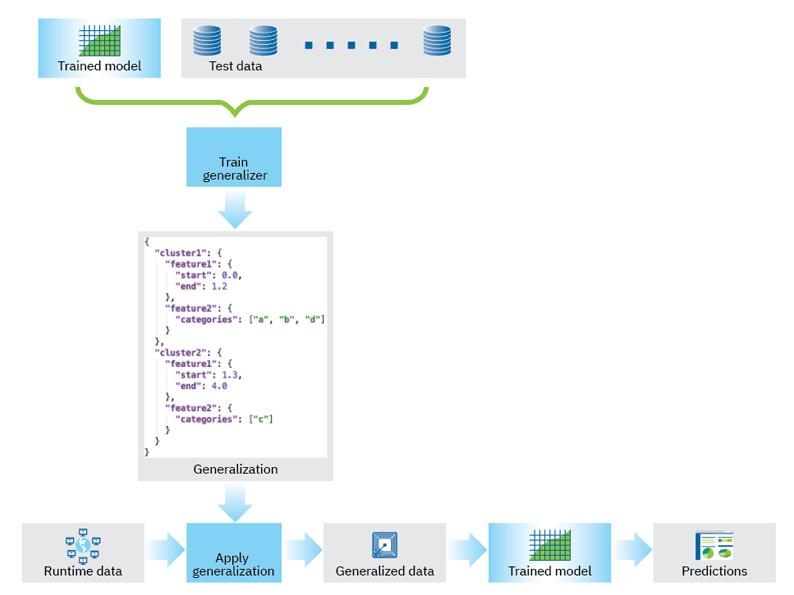 Trained model
Test data
Train
generalizer
{
"cluster1": {
"feature1": {
"start": 0.0,
"end": 1.2
},
"feature2": {
"categories": ["a", "b", "d"]
}
},
"cluster2": {
"feature1": {
"start": 1.3,
"end": 4.0
},
"feature2": {
"categories": ["c"]
}
}
}
Generalization
Runtime data
Apply
generalization
Generalized data
Trained model
Predictions